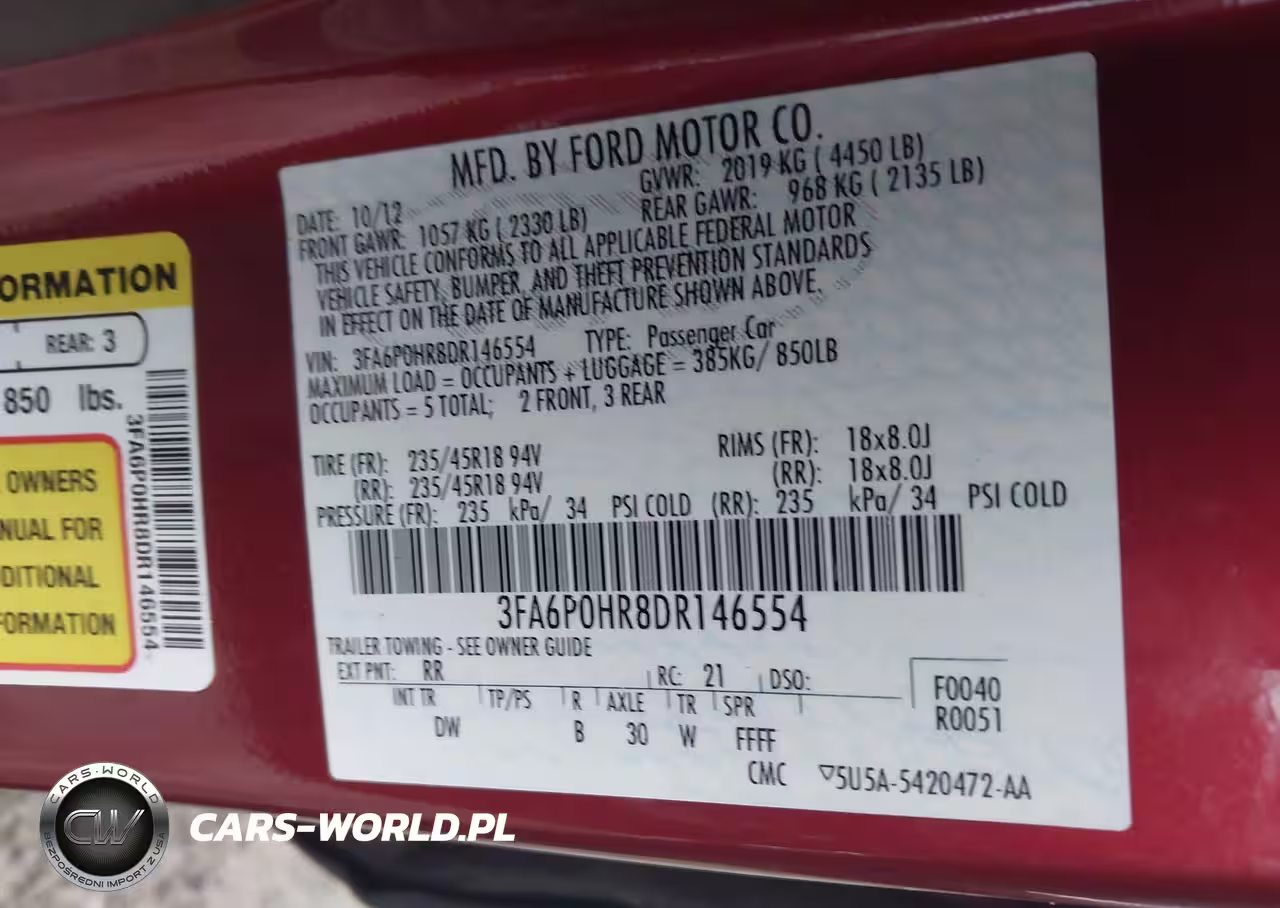 ORMATION
REAR: 3
850 lbs.
OWNERS
NUAL FOR
DITIONAL
FORMATION
3FA6P0HR8DR146554
MFD. BY FORD MOTOR CO.
DATE: 10/12 GVWR: 2019 KG ( 4450 LB)
FRONT GAWR: 1057 KG ( 2330 LB) REAR GAWR: 968 KG ( 2135 LB)
THIS VEHICLE CONFORMS TO ALL APPLICABLE FEDERAL MOTOR
VEHICLE SAFETY, BUMPER, AND THEFT PREVENTION STANDARDS
IN EFFECT ON THE DATE OF MANUFACTURE SHOWN ABOVE.
VIN: 3FA6P0HR8DR146554 TYPE: Passenger Car
MAXIMUM LOAD = OCCUPANTS + LUGGAGE = 385KG/ 850LB
OCCUPANTS = 5 TOTAL; 2 FRONT, 3 REAR
TIRE (FR): 235/45R18 94V RIMS (FR): 18x8.0J
(RR): 235/45R18 94V (RR): 18x8.0J
PRESSURE (FR): 235 kPa/ 34 PSI COLD (RR): 235 kPa/ 34 PSI COLD
3FA6P0HR8DR146554
TRAILER TOWING - SEE OWNER GUIDE
EXT PNT: RR RC: 21 DSO:
INT TR TP/PS R AXLE TR SPR
DW B 30 W FFFF
F0040
R0051
CMC ▽5U5A-5420472-AA
CARS-WORLD
CW
BEZPOŚREDNI IMPORT Z USA
CARS-WORLD.PL